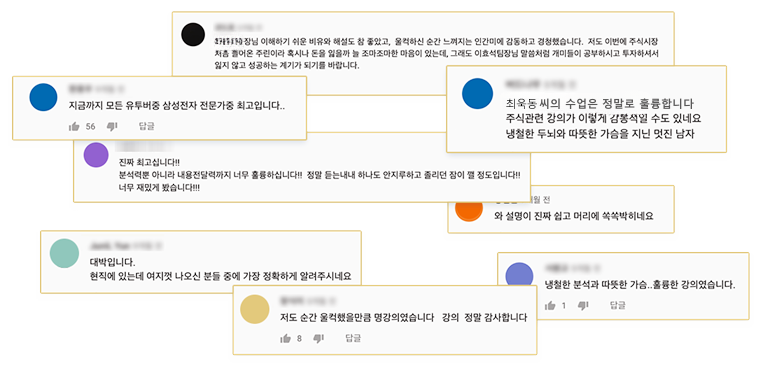 장님 이해하기 쉬운 비유와 해설도 참 좋았고, 울컥하신 순간 느껴지는 인간미에 감동하고 경청했습니다. 저도 이번에 주식시장
처음 뛰어온 주린이라 혹시나 돈을 잃을까 늘 조마조마한 마음이 있는데, 그래도 이효석팀장님 말씀처럼 개미들이 공부하시고 투자하셔서
잃지 않고 성공하는 계기가 되기를 바랍니다.
지금까지 모든 유투버중 삼성전자 전문가중 최고입니다..
56 답글
최욱동씨의 수업은 정말로 훌륭합니다
주식관련 강의가 이렇게 감동적일 수도 있네요
냉철한 두뇌와 따뜻한 가슴을 지닌 멋진 남자
진짜 최고십니다!!
분석력뿐 아니라 내용전달력까지 너무 훌륭하십니다!! 정말 듣는내내 하나도 안지루하고 졸리던 잠이 깰 정도입니다!!
너무 재밌게 봤습니다!!!
월 전
와 설명이 진짜 쉽고 머리에 쏙쏙박히네요
대박입니다.
현직에 있는데 여지껏 나오신 분들 중에 가장 정확하게 알려주시네요
냉철한 분석과 따뜻한 가슴..훌륭한 강의였습니다.
1 답글
저도 순간 울컥했을만큼 명강의였습니다 강의 정말 감사합니다
8 답글